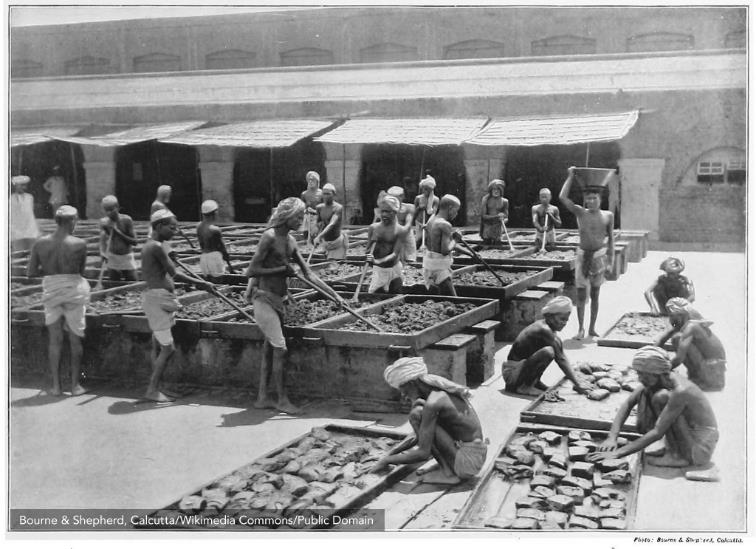 Bourne & Shepherd, Calcutta/Wikimedia Commons/Public Domain
Photo: Bourne & Shepherd, Calcutta.